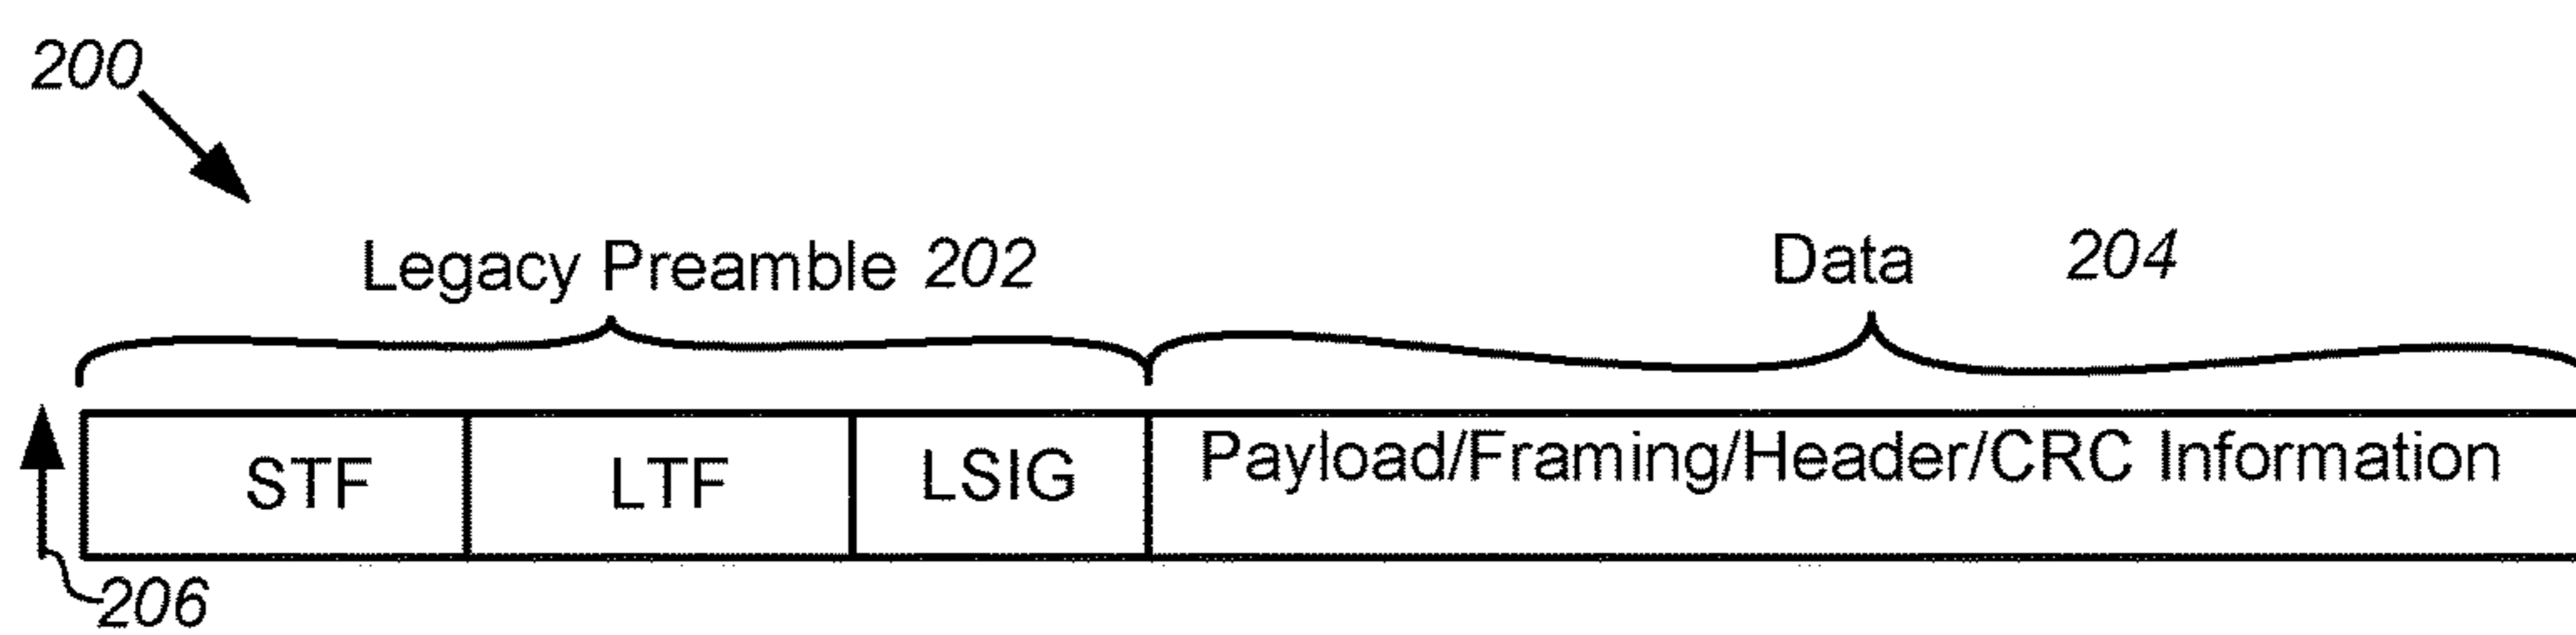 200
Legacy Preamble 202
Data 204
STF LTF LSIG Payload/Framing/Header/CRC Information
206